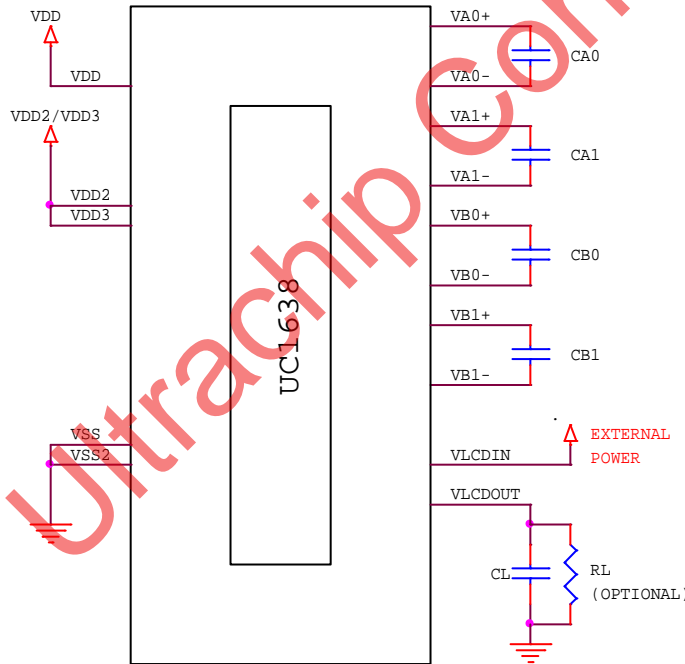 VDD
VDD
VDD2/VDD3
VDD2
VDD3
VSS
VSS2
UC1638
VA0+
VA0-
CA0
VA1+
VA1-
CA1
VB0+
VB0-
CB0
VB1+
VB1-
CB1
VLCDIN
EXTERNAL
POWER
VLCDOUT
CL
RL
(OPTIONAL)
Ultrachip